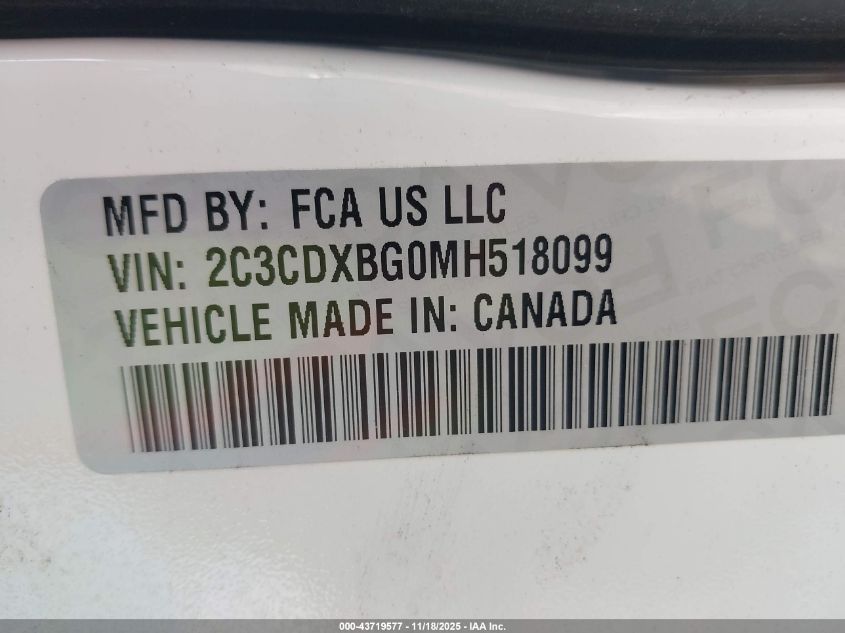 MFD BY: FCA US LLC
VIN: 2C3CDXBG0MH518099
VEHICLE MADE IN: CANADA
000-43719577 - 11/18/2025 - IAA Inc.